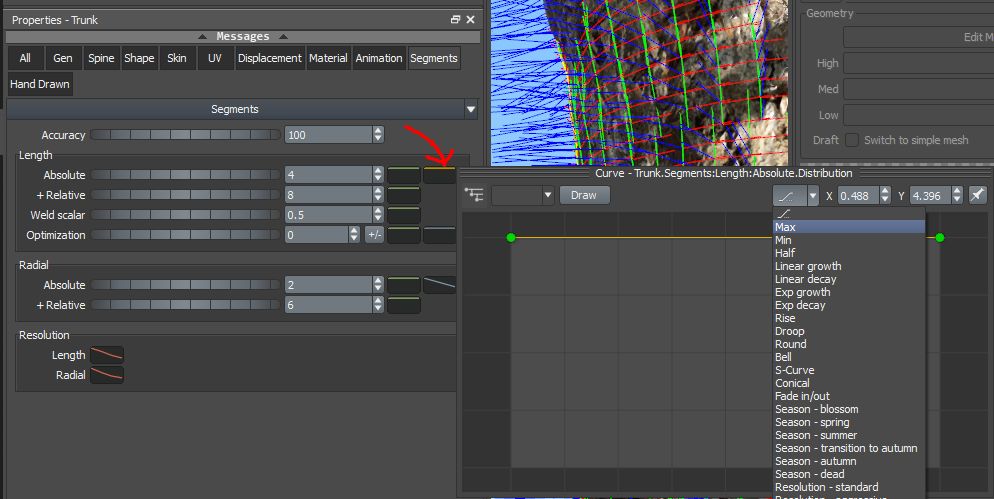 Properties - Trunk
Messages
All Gen Spine Shape Skin UV Displacement Material Animation Segments
Hand Drawn
Segments
Accuracy 100
Length
Absolute 4
+ Relative 8
Weld scalar 0.5
Optimization 0 +/-
Radial
Absolute 2
+ Relative 6
Resolution
Length
Radial
Geometry
Edit M
High
Med
Low
Draft Switch to simple mesh
Curve - Trunk.Segments:Length:Absolute.Distribution
Draw X 0.488 Y 4.396
Max
Min
Half
Linear growth
Linear decay
Exp growth
Exp decay
Rise
Droop
Round
Bell
S-Curve
Conical
Fade in/out
Season - blossom
Season - spring
Season - summer
Season - transition to autumn
Season - autumn
Season - dead
Resolution - standard